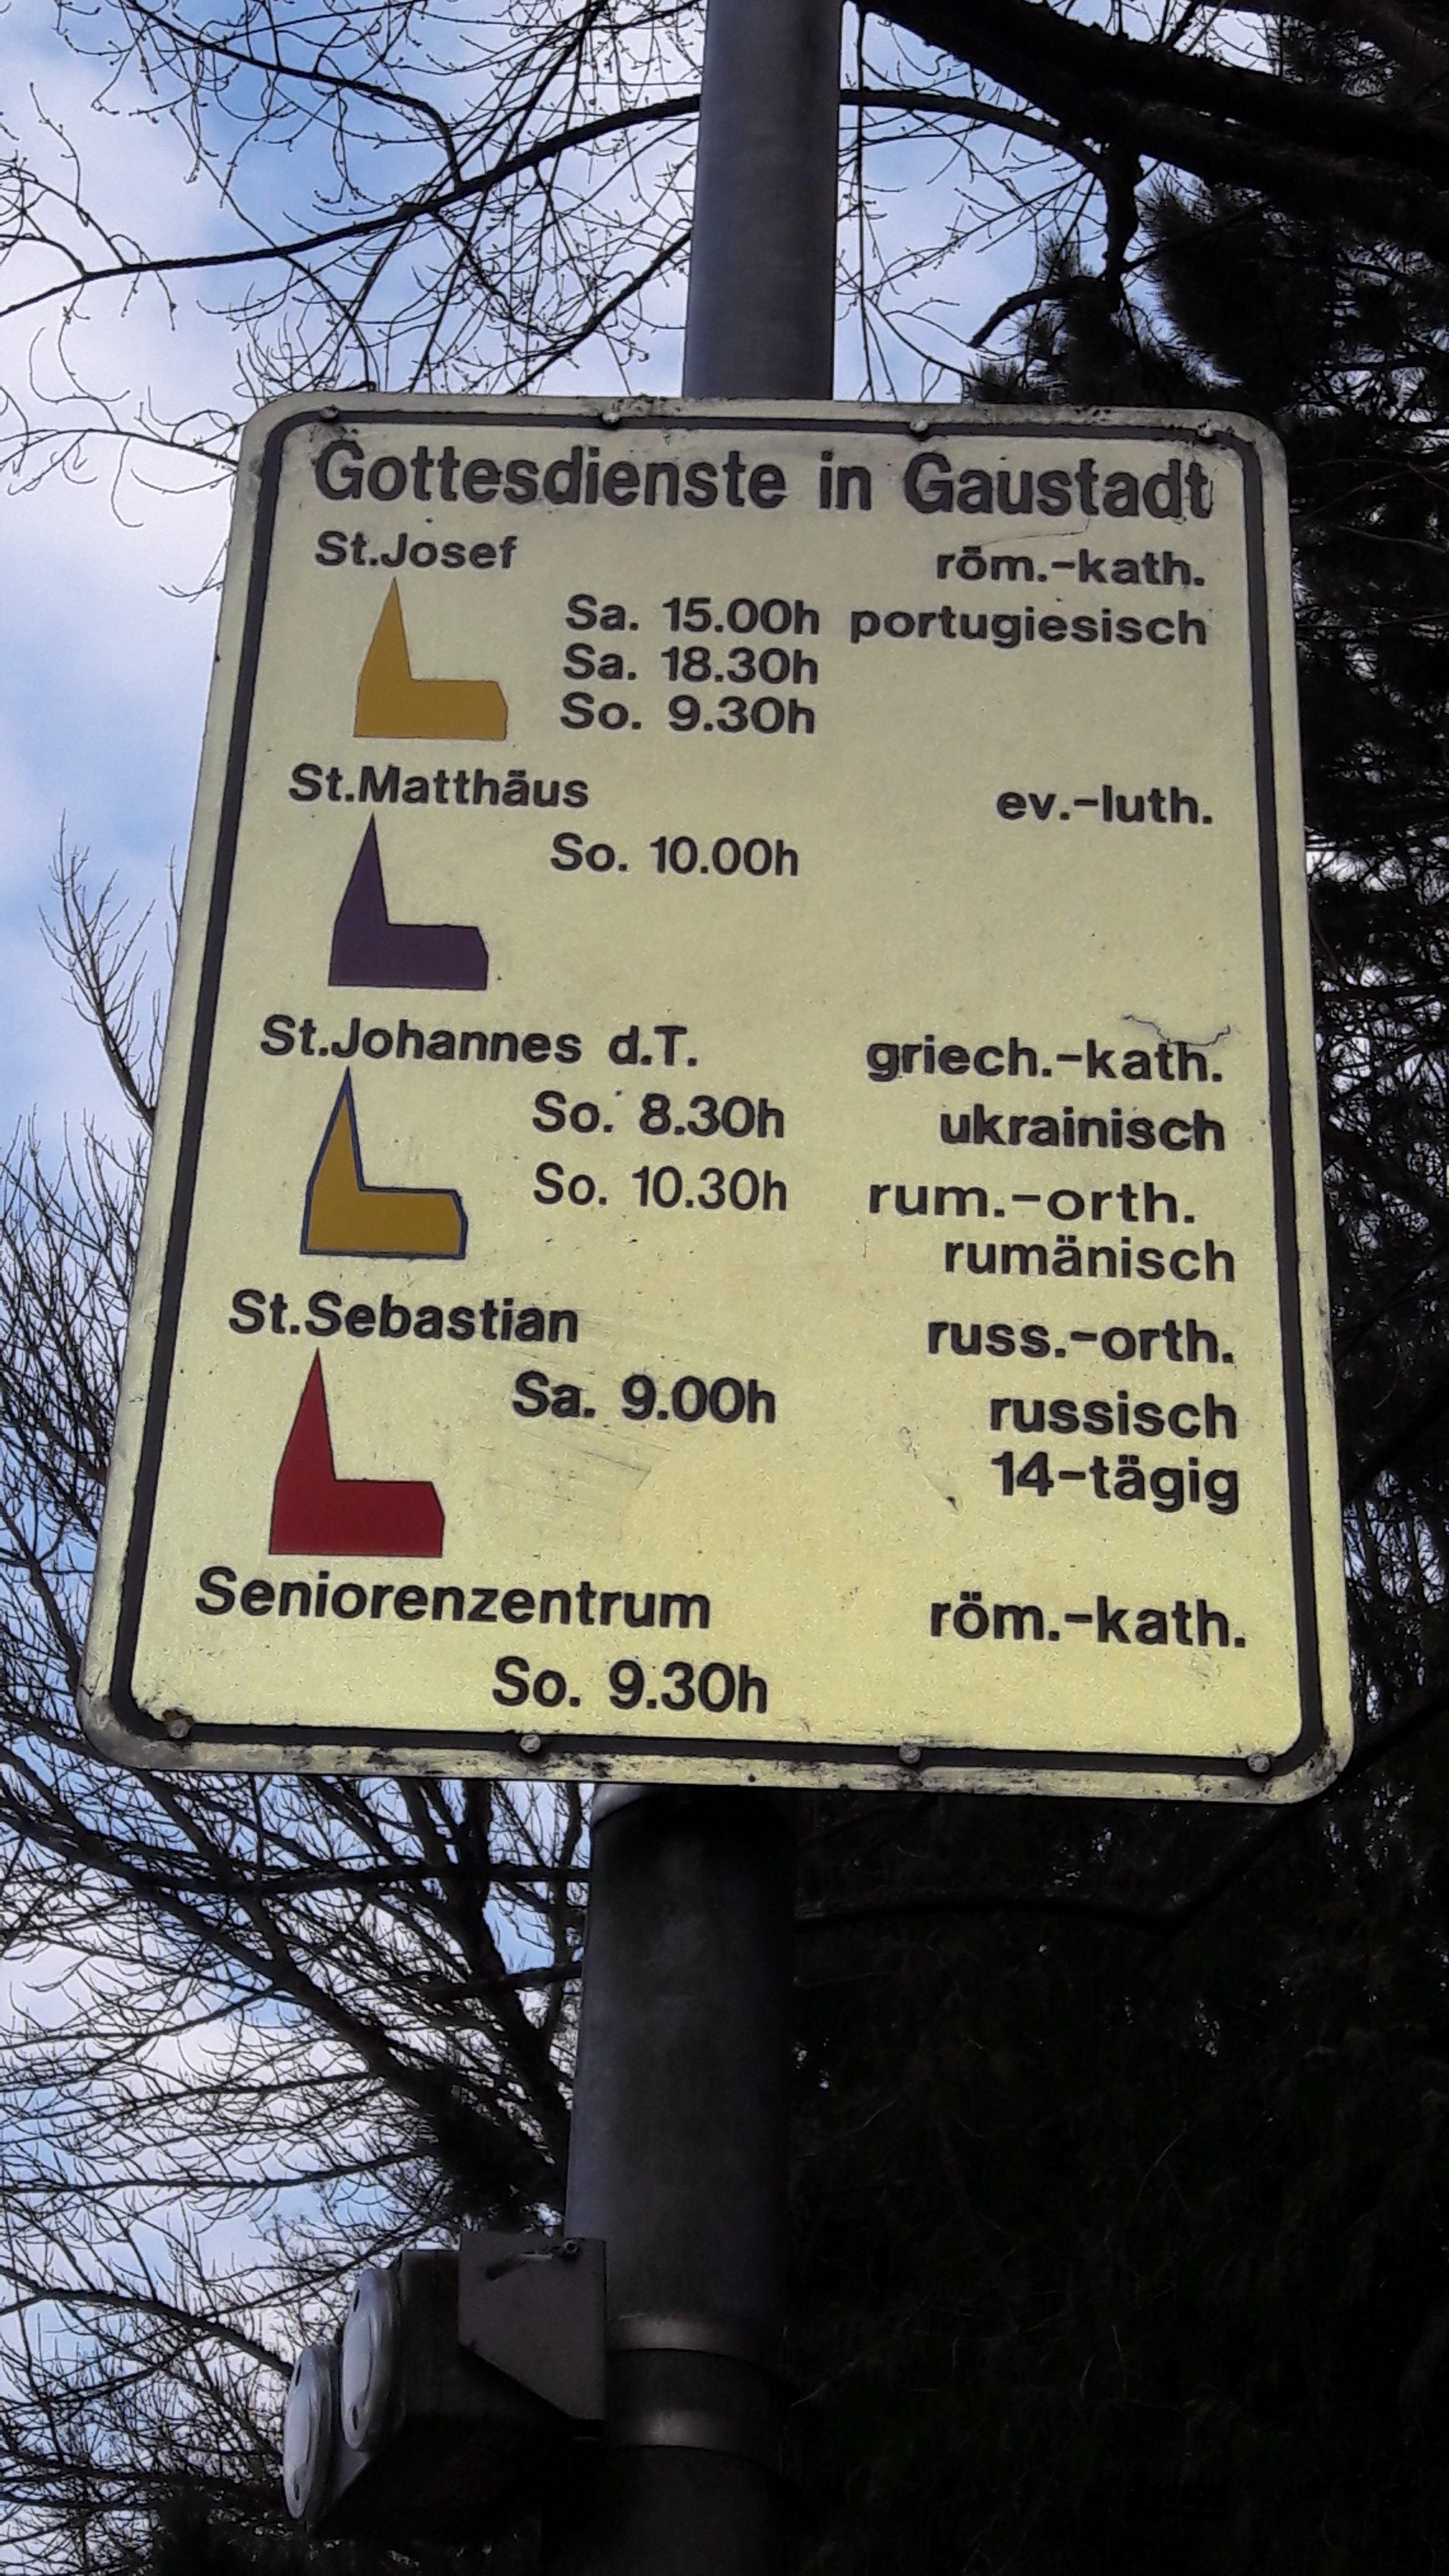 Gottesdienste in Gaustadt
St.Josef röm.-kath.
Sa. 15.00h portugiesisch
Sa. 18.30h
So. 9.30h
St.Matthäus ev.-luth.
So. 10.00h
St.Johannes d.T. griech.-kath.
So. 8.30h ukrainisch
So. 10.30h rum.-orth.
rumänisch
St.Sebastian russ.-orth.
Sa. 9.00h russisch
14-tägig
Seniorenzentrum röm.-kath.
So. 9.30h